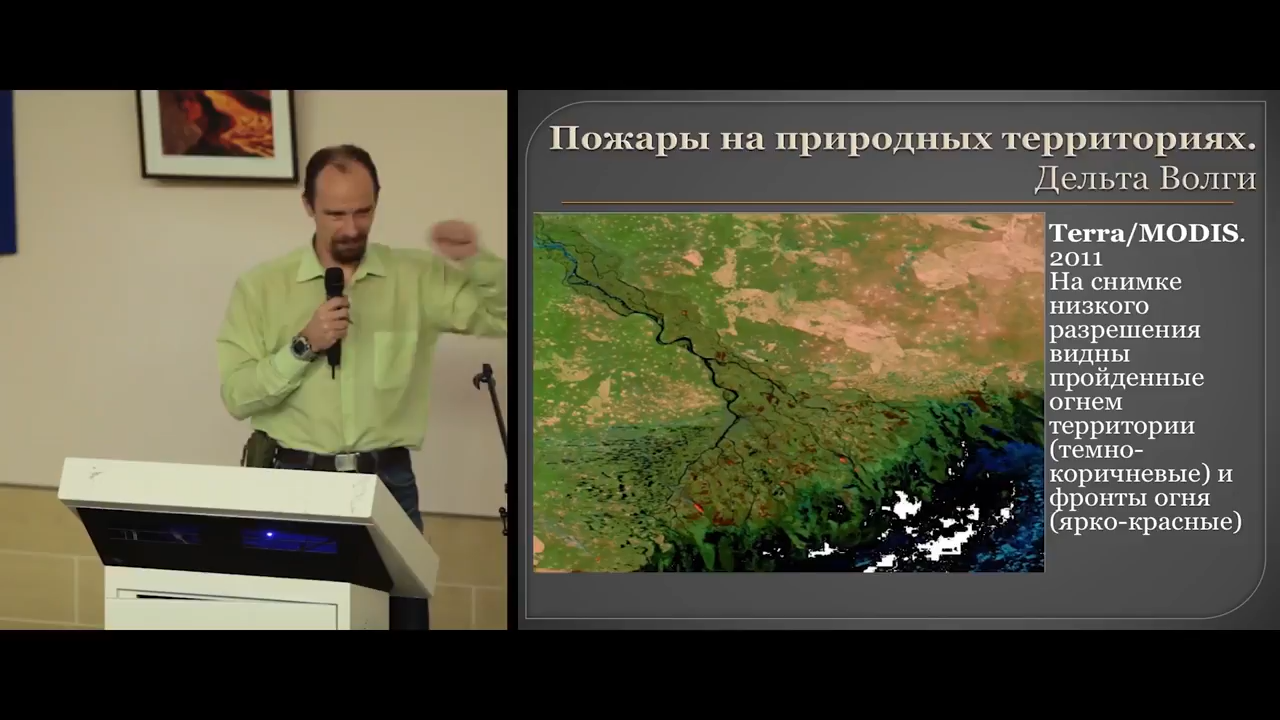 Пожары на природных территориях.
Дельта Волги
Terra/MODIS.
2011
На снимке
низкого
разрешения
видны
пройденные
огнем
территории
(темно-
коричневые) и
фронты огня
(ярко-красные)